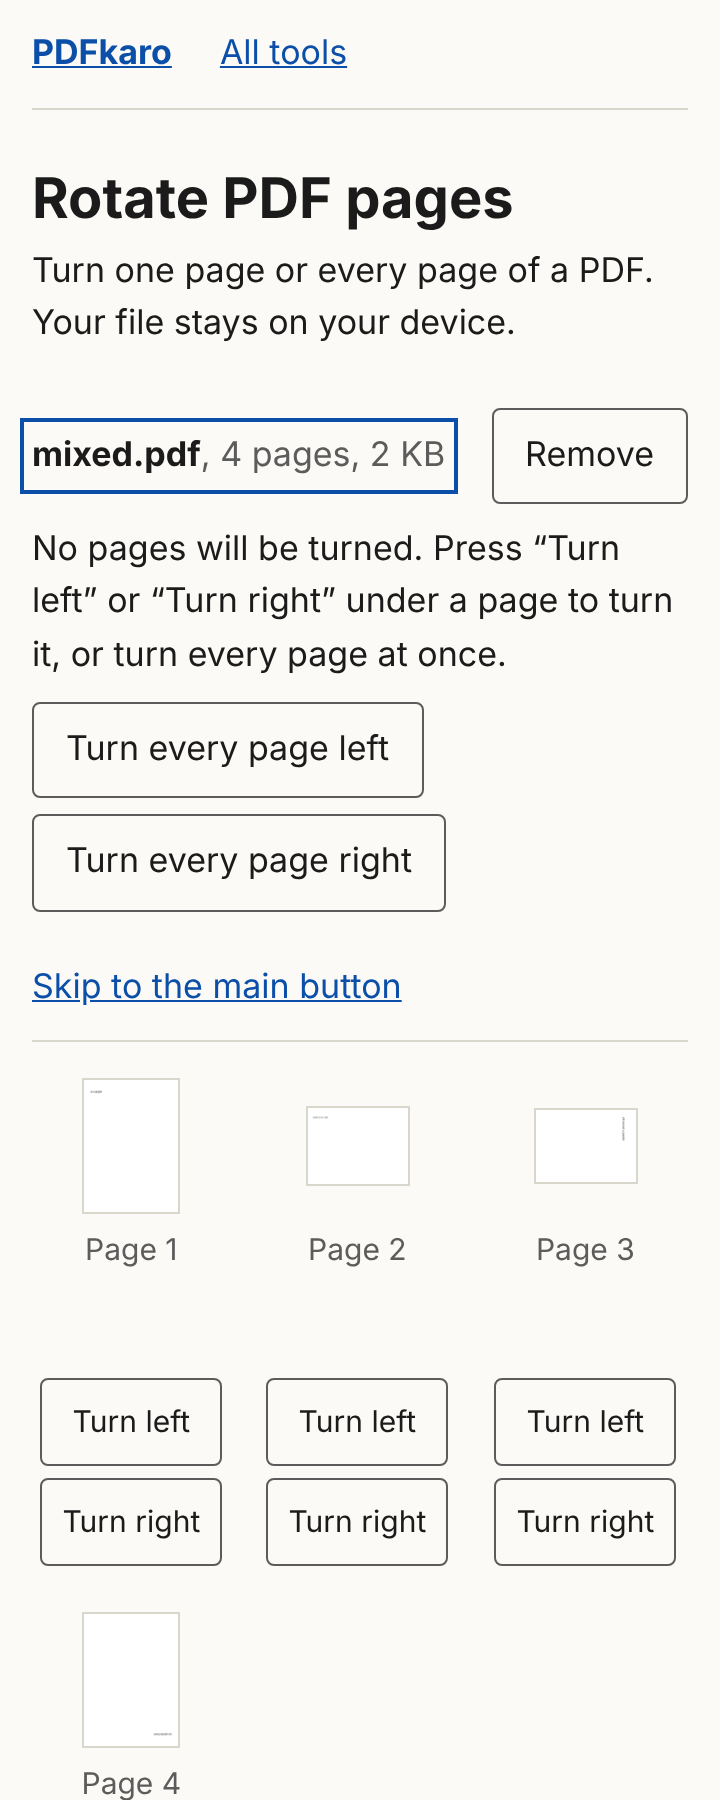 PDFkaro All tools
Rotate PDF pages
Turn one page or every page of a PDF.
Your file stays on your device.
mixed.pdf, 4 pages, 2 KB Remove
No pages will be turned. Press “Turn
left” or “Turn right” under a page to turn
it, or turn every page at once.
Turn every page left
Turn every page right
Skip to the main button
Page 1 Page 2 Page 3
Turn left Turn left Turn left
Turn right Turn right Turn right
Page 4